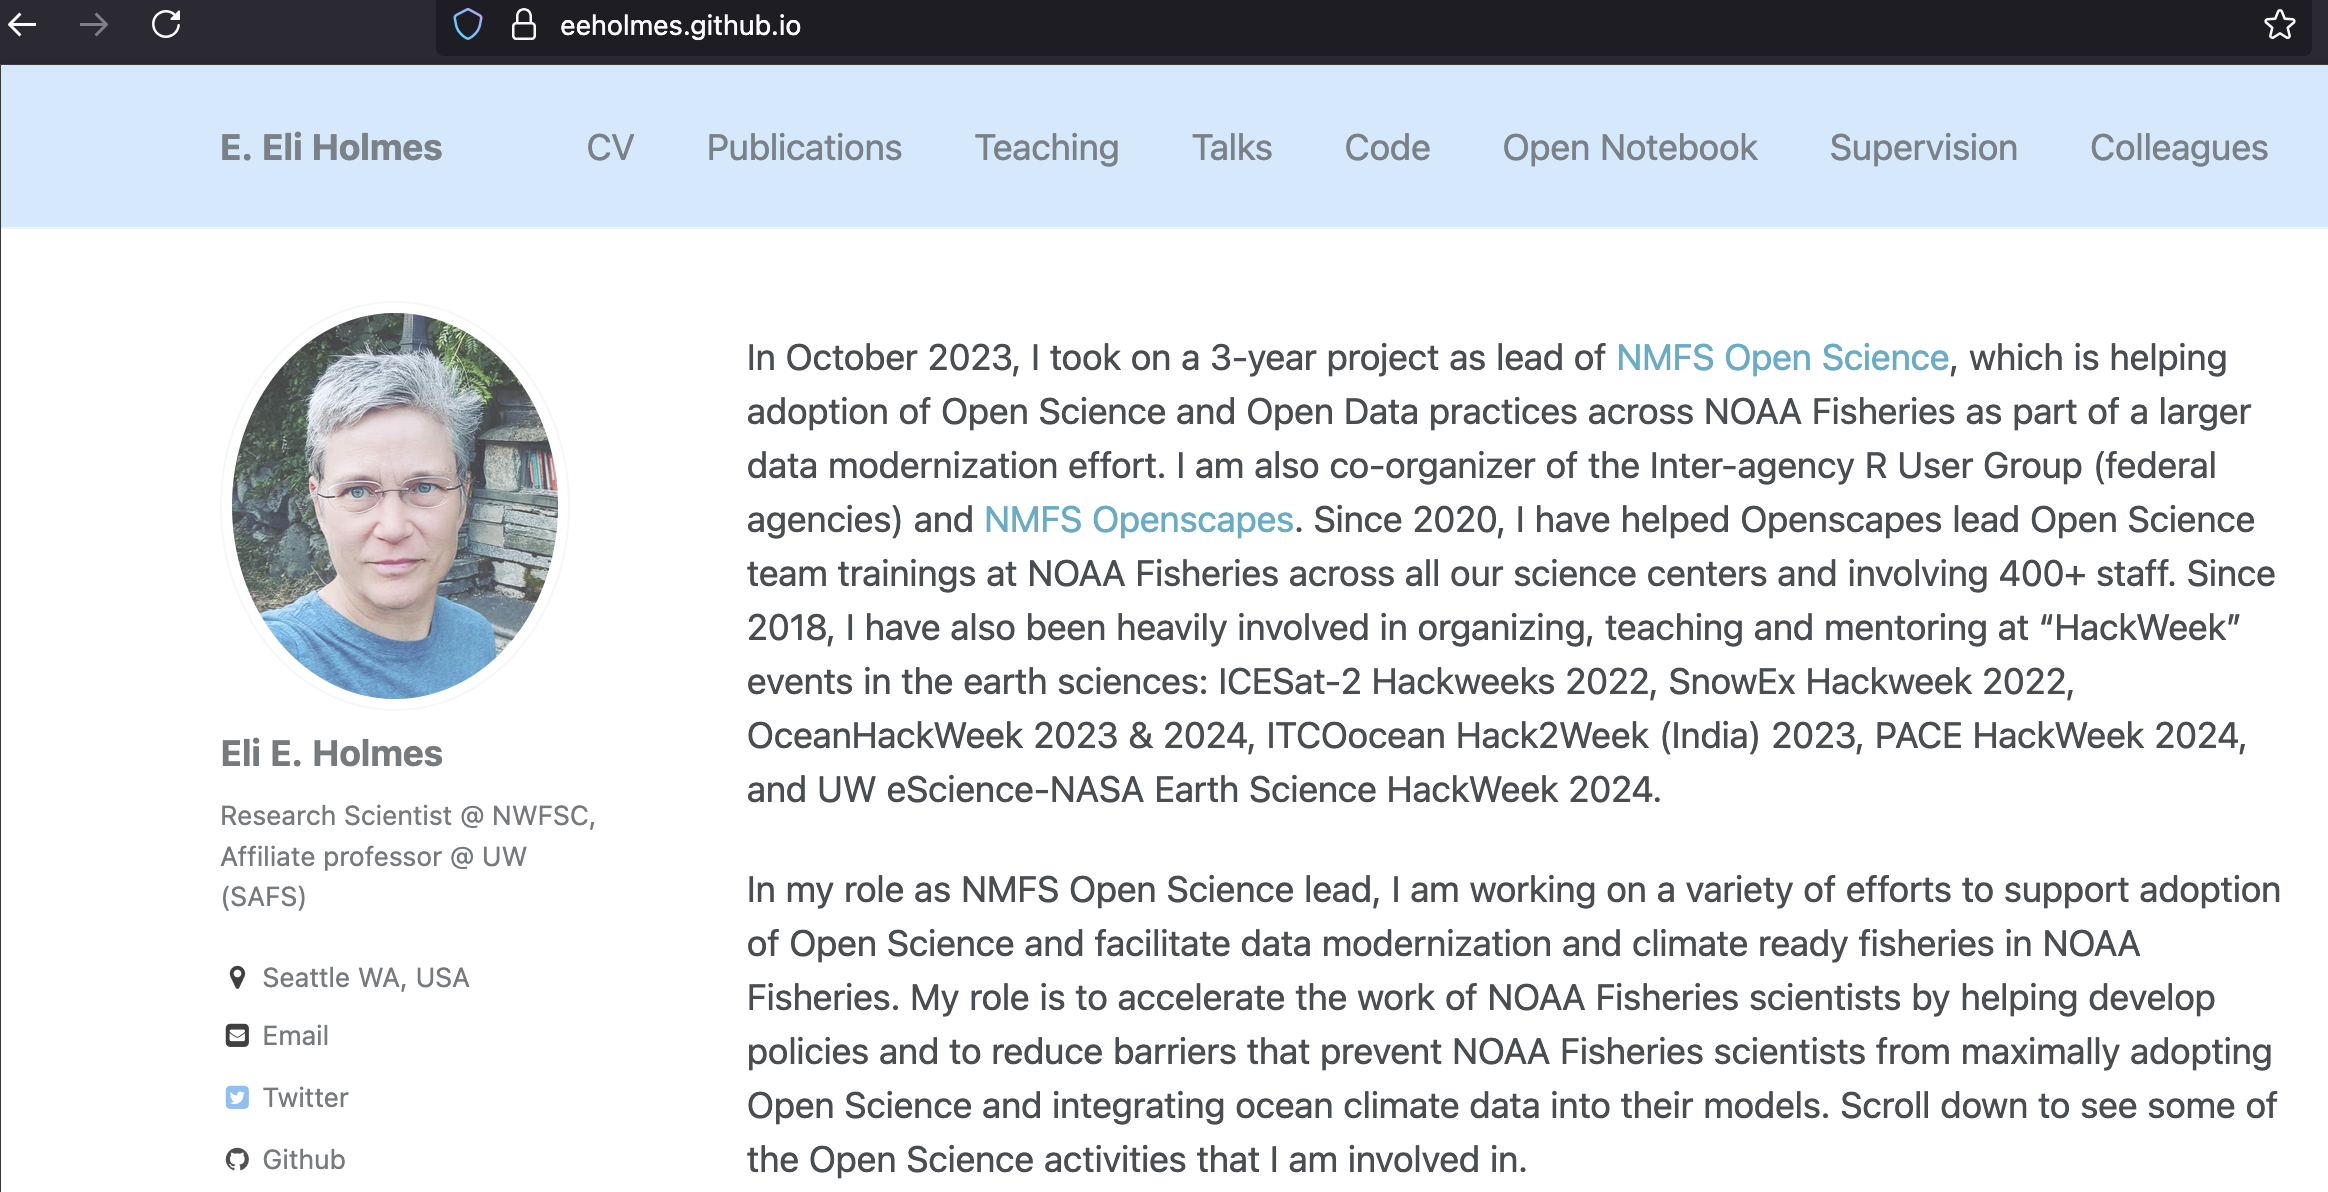 eeholmes.github.io
E. Eli Holmes CV Publications Teaching Talks Code Open Notebook Supervision Colleagues
Eli E. Holmes
Research Scientist @ NWFSC,
Affiliate professor @ UW
(SAFS)
Seattle WA, USA
Email
Twitter
Github
In October 2023, I took on a 3-year project as lead of NMFS Open Science, which is helping
adoption of Open Science and Open Data practices across NOAA Fisheries as part of a larger
data modernization effort. I am also co-organizer of the Inter-agency R User Group (federal
agencies) and NMFS Openscapes. Since 2020, I have helped Openscapes lead Open Science
team trainings at NOAA Fisheries across all our science centers and involving 400+ staff. Since
2018, I have also been heavily involved in organizing, teaching and mentoring at “HackWeek”
events in the earth sciences: ICESat-2 Hackweeks 2022, SnowEx Hackweek 2022,
OceanHackWeek 2023 & 2024, ITCOocean Hack2Week (India) 2023, PACE HackWeek 2024,
and UW eScience-NASA Earth Science HackWeek 2024.
In my role as NMFS Open Science lead, I am working on a variety of efforts to support adoption
of Open Science and facilitate data modernization and climate ready fisheries in NOAA
Fisheries. My role is to accelerate the work of NOAA Fisheries scientists by helping develop
policies and to reduce barriers that prevent NOAA Fisheries scientists from maximally adopting
Open Science and integrating ocean climate data into their models. Scroll down to see some of
the Open Science activities that I am involved in.